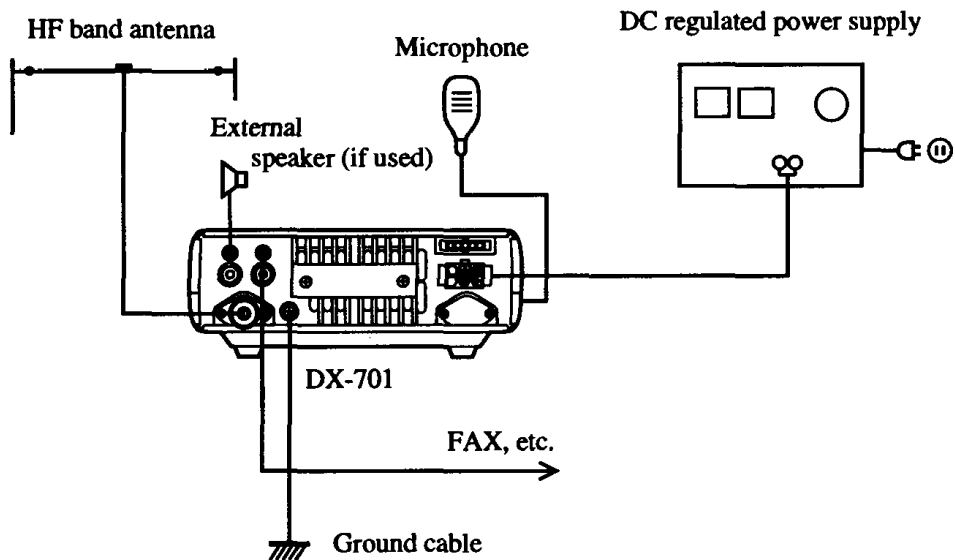 HF band antenna
Microphone
DC regulated power supply
External
speaker (if used)
DX-701
FAX, etc.
Ground cable